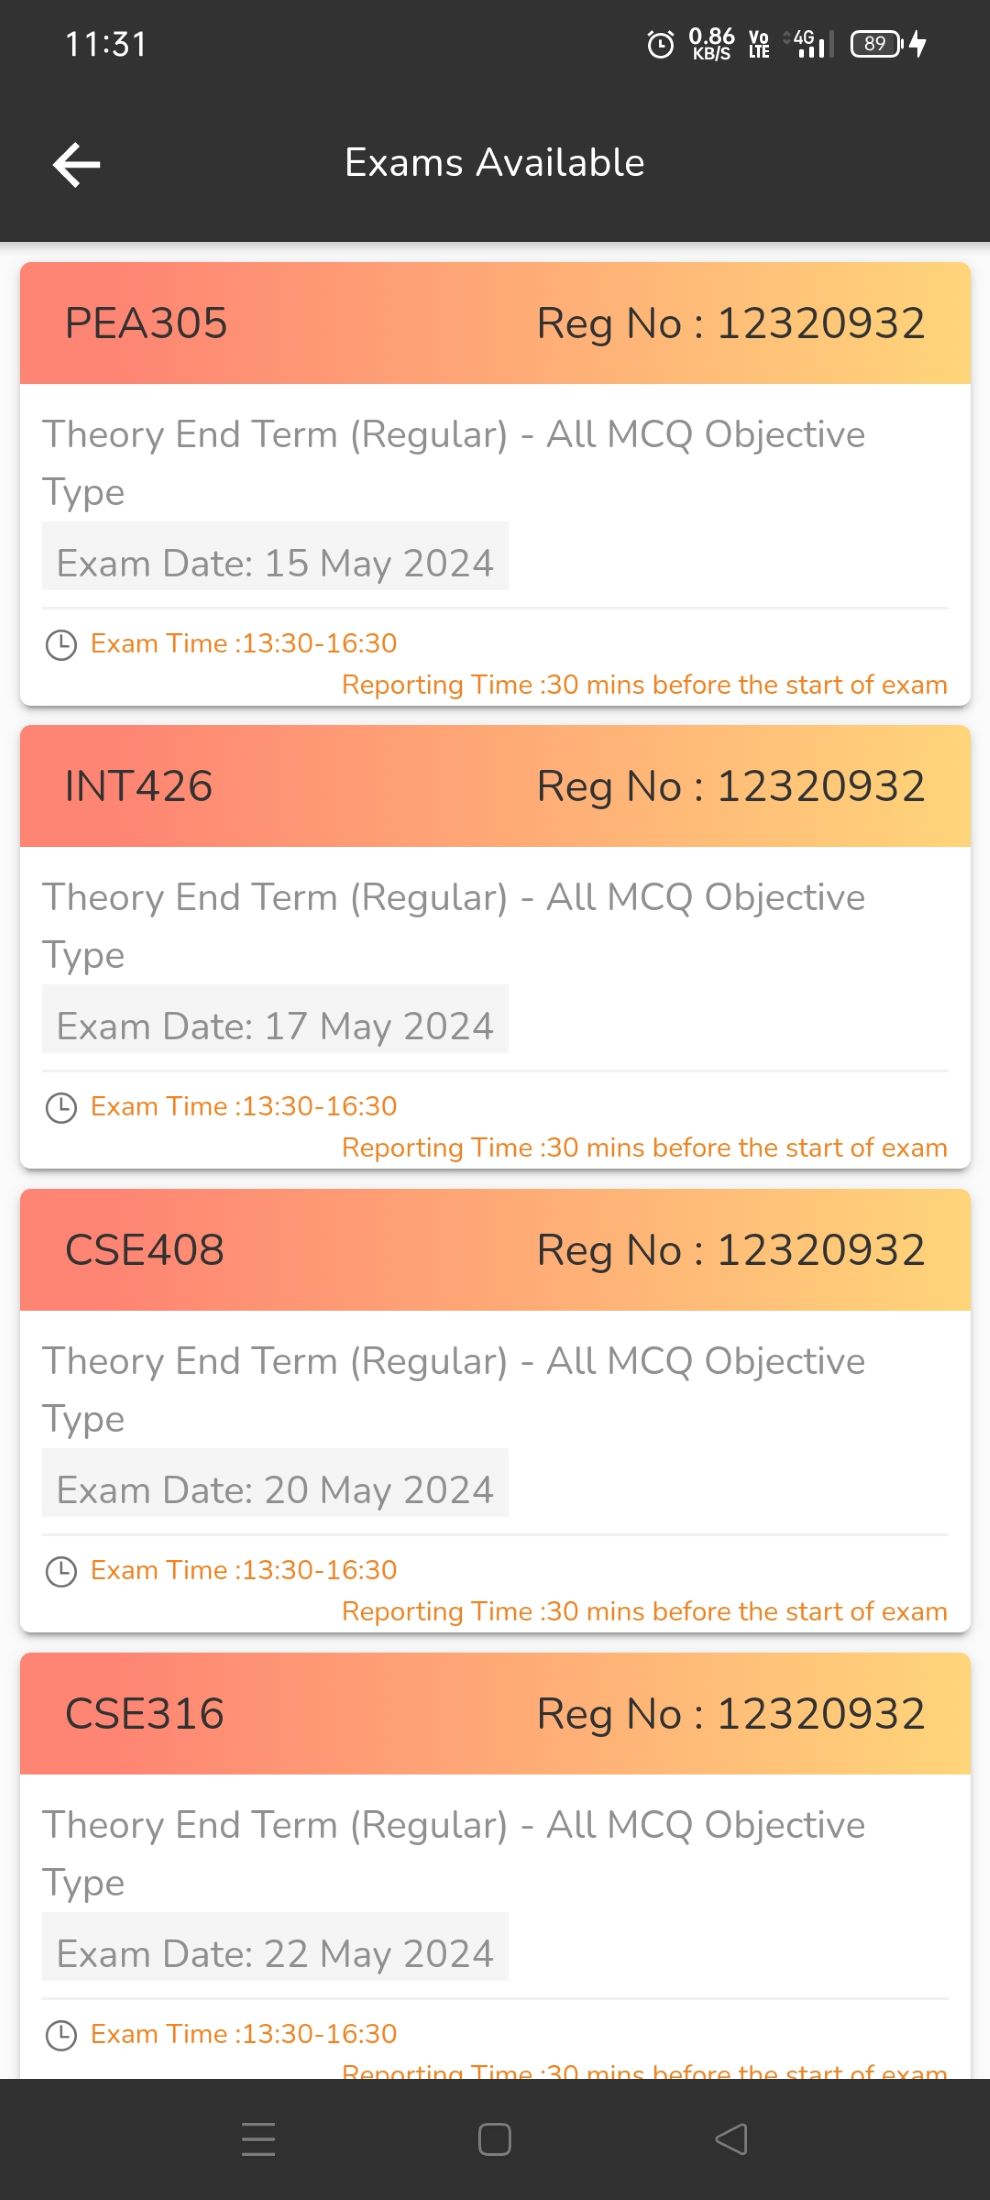 11:31
0.86 KB/S Vo LTE 4G 89
Exams Available
PEA305 Reg No : 12320932
Theory End Term (Regular) - All MCQ Objective
Type
Exam Date: 15 May 2024
Exam Time :13:30-16:30
Reporting Time :30 mins before the start of exam
INT426 Reg No : 12320932
Theory End Term (Regular) - All MCQ Objective
Type
Exam Date: 17 May 2024
Exam Time :13:30-16:30
Reporting Time :30 mins before the start of exam
CSE408 Reg No : 12320932
Theory End Term (Regular) - All MCQ Objective
Type
Exam Date: 20 May 2024
Exam Time :13:30-16:30
Reporting Time :30 mins before the start of exam
CSE316 Reg No : 12320932
Theory End Term (Regular) - All MCQ Objective
Type
Exam Date: 22 May 2024
Exam Time :13:30-16:30
Reporting Time :30 mins before the start of exam